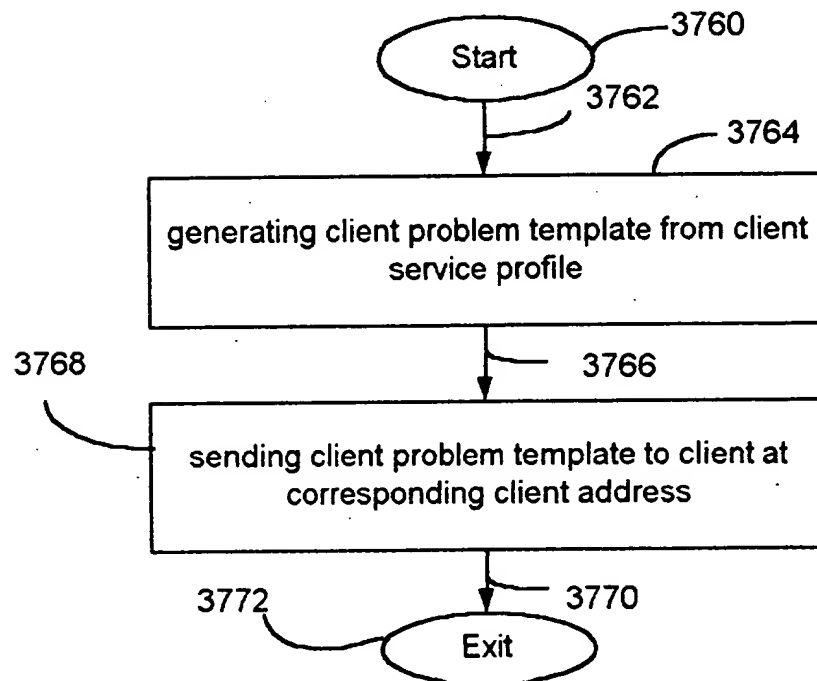 3760
Start
3762
3764
generating client problem template from client
service profile
3766
3768
sending client problem template to client at
corresponding client address
3770
3772
Exit